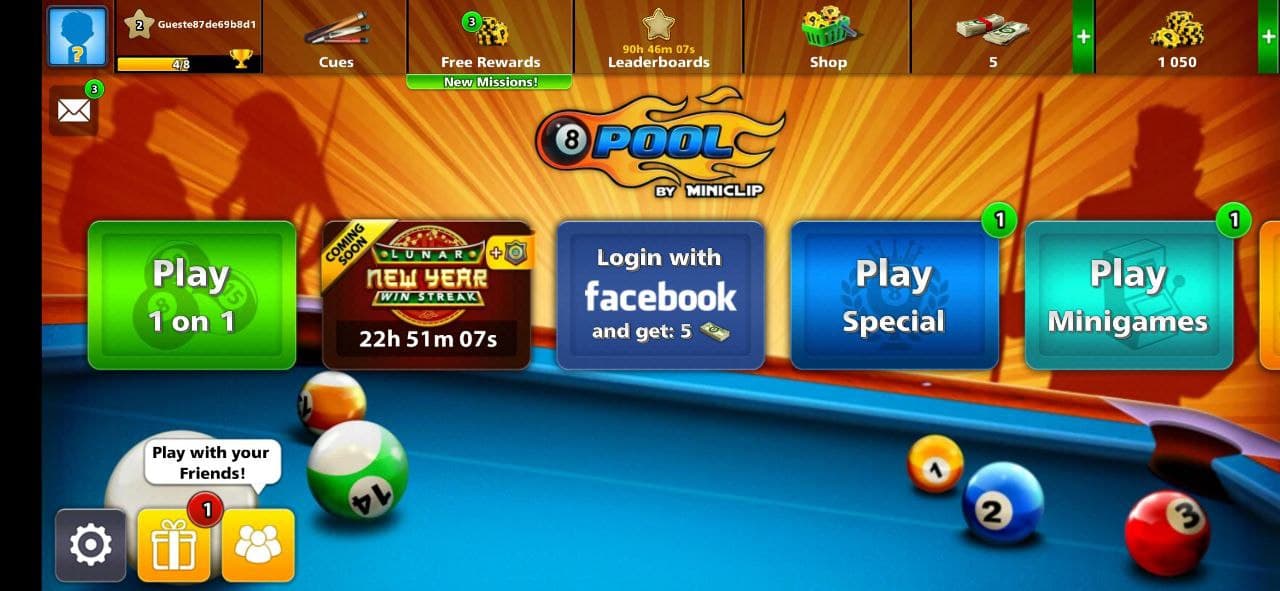 2
Gueste87de69b8d1
4/8
?
Cues
3
Free Rewards
New Missions!
90h 46m 07s
Leaderboards
Shop
5
+
1 050
+
3
8
POOL
BY MINICLIP
Play
1 on 1
8
15
COMING
SOON
LUNAR
NEW YEAR
WIN STREAK
+
22h 51m 07s
Login with
facebook
and get: 5
1
Play
Special
8
1
Play
Minigames
14
1
2
3
Play with your
Friends!
1